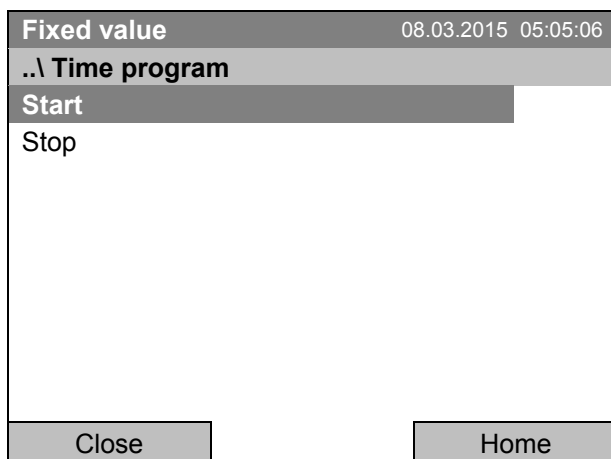 Fixed value 08.03.2015 05:05:06
..\ Time program
Start
Stop
Close Home